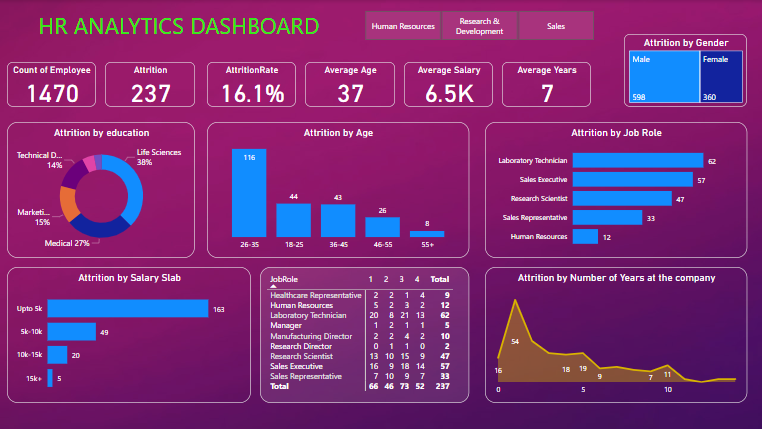 HR ANALYTICS DASHBOARD
Human Resources
Research &
Development
Sales
Attrition by Gender
Male
Female
598
360
Count of Employee
1470
Attrition
237
AttritionRate
16.1%
Average Age
37
Average Salary
6.5K
Average Years
7
Attrition by education
Life Sciences
38%
Technical D...
14%
Marketi...
15%
Medical 27%
Attrition by Age
116
44
43
26
8
26-35 18-25 36-45 46-55 55+
Attrition by Job Role
Laboratory Technician 62
Sales Executive 57
Research Scientist 47
Sales Representative 33
Human Resources 12
Attrition by Salary Slab
Upto 5k 163
5k-10k 49
10k-15k 20
15k+ 5
JobRole 1 2 3 4 Total
Healthcare Representative 2 2 1 4 9
Human Resources 5 2 3 2 12
Laboratory Technician 20 8 21 13 62
Manager 1 2 1 1 5
Manufacturing Director 2 2 4 2 10
Research Director 0 1 1 0 2
Research Scientist 13 10 15 9 47
Sales Executive 16 9 18 14 57
Sales Representative 7 10 9 7 33
Total 66 46 73 52 237
Attrition by Number of Years at the company
16
54
18
19
9
7
11
0 5 10